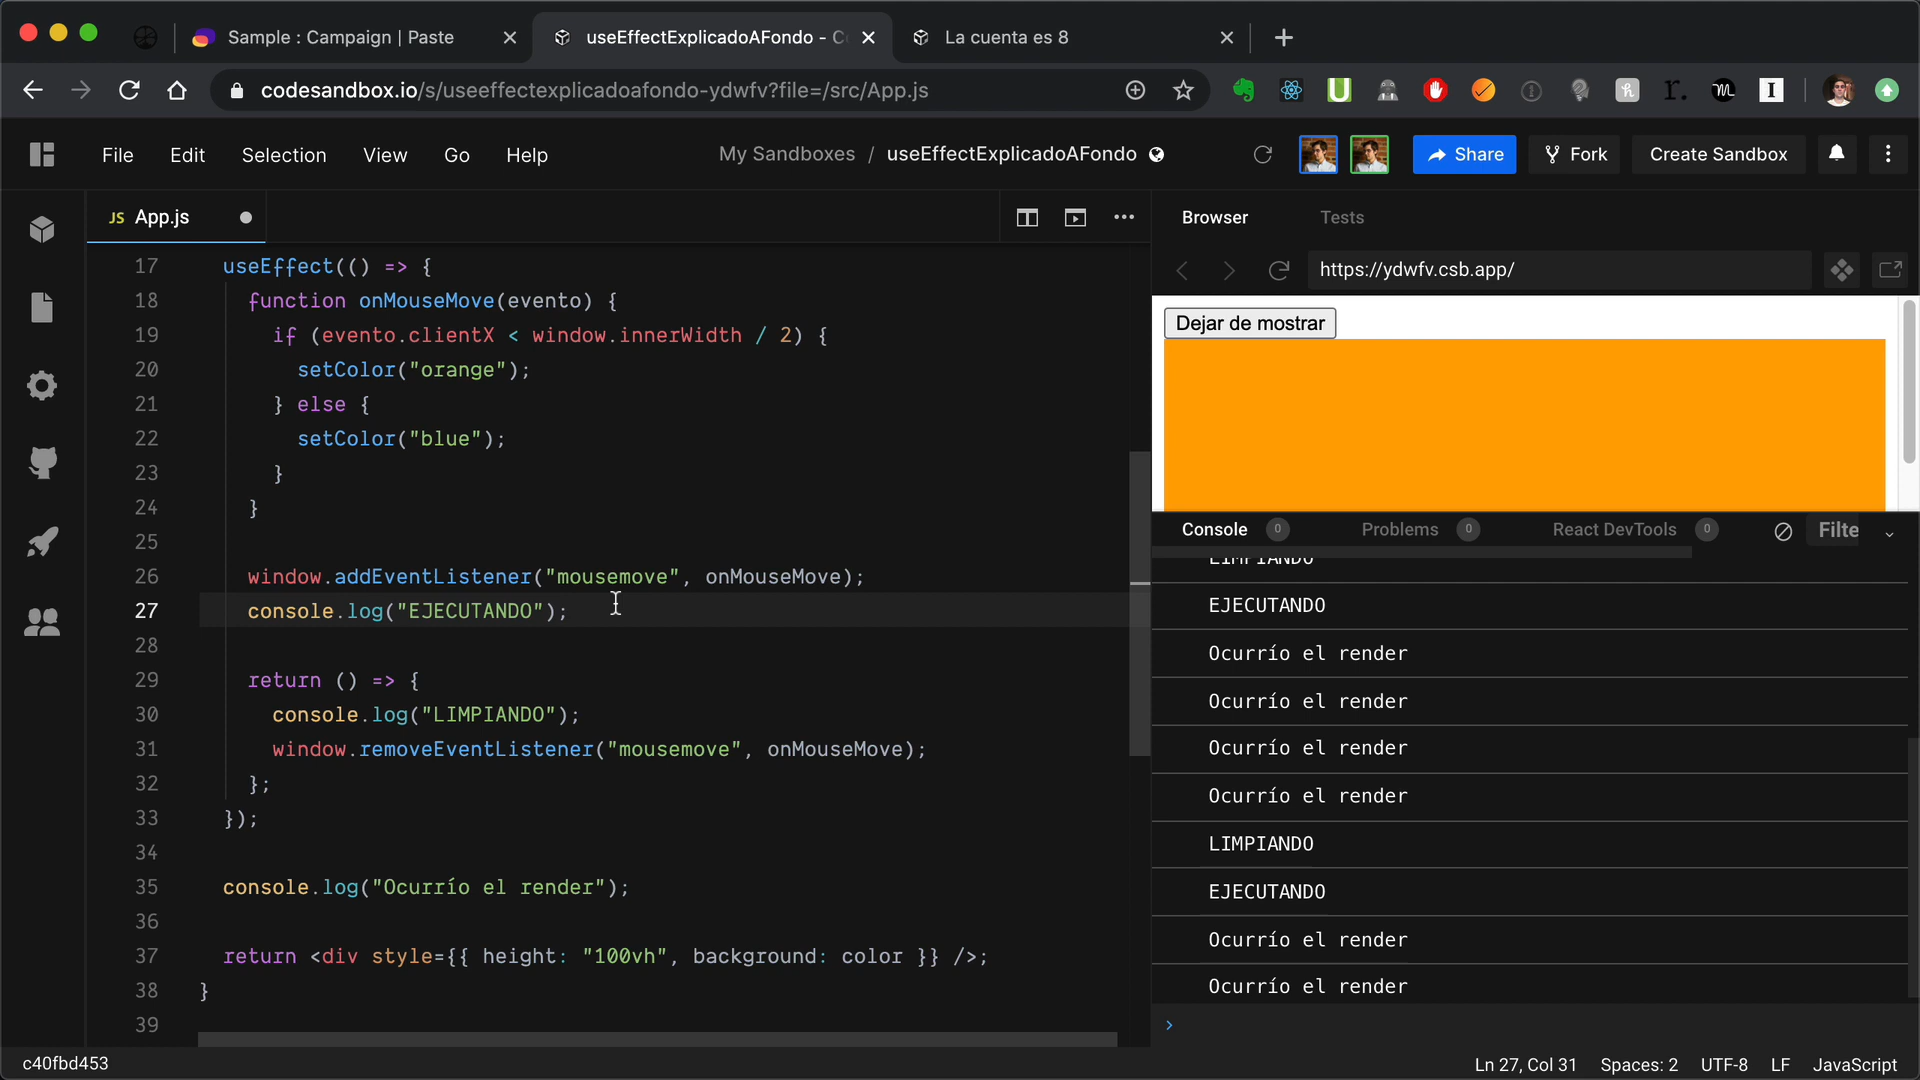 Sample : Campaign | Paste
useEffectExplicadoAFondo - C
La cuenta es 8
codesandbox.io/s/useeffectexplicadoafondo-ydwfv?file=/src/App.js
File Edit Selection View Go Help
My Sandboxes / useEffectExplicadoAFondo
Share
Fork
Create Sandbox
JS App.js
Browser
Tests
https://ydwfv.csb.app/
17 useEffect(() => {
18 function onMouseMove(evento) {
19 if (evento.clientX < window.innerWidth / 2) {
20 setColor("orange");
21 } else {
22 setColor("blue");
23 }
24 }
25
26 window.addEventListener("mousemove", onMouseMove);
27 console.log("EJECUTANDO");
28
29 return () => {
30 console.log("LIMPIANDO");
31 window.removeEventListener("mousemove", onMouseMove);
32 };
33 });
34
35 console.log("Ocurrío el render");
36
37 return <div style={{ height: "100vh", background: color }} />;
38 }
39
Dejar de mostrar
Console 0 Problems 0 React DevTools 0 Filte
LIMPIANDO
EJECUTANDO
Ocurrío el render
Ocurrío el render
Ocurrío el render
Ocurrío el render
LIMPIANDO
EJECUTANDO
Ocurrío el render
Ocurrío el render
c40fbd453
Ln 27, Col 31 Spaces: 2 UTF-8 LF JavaScript